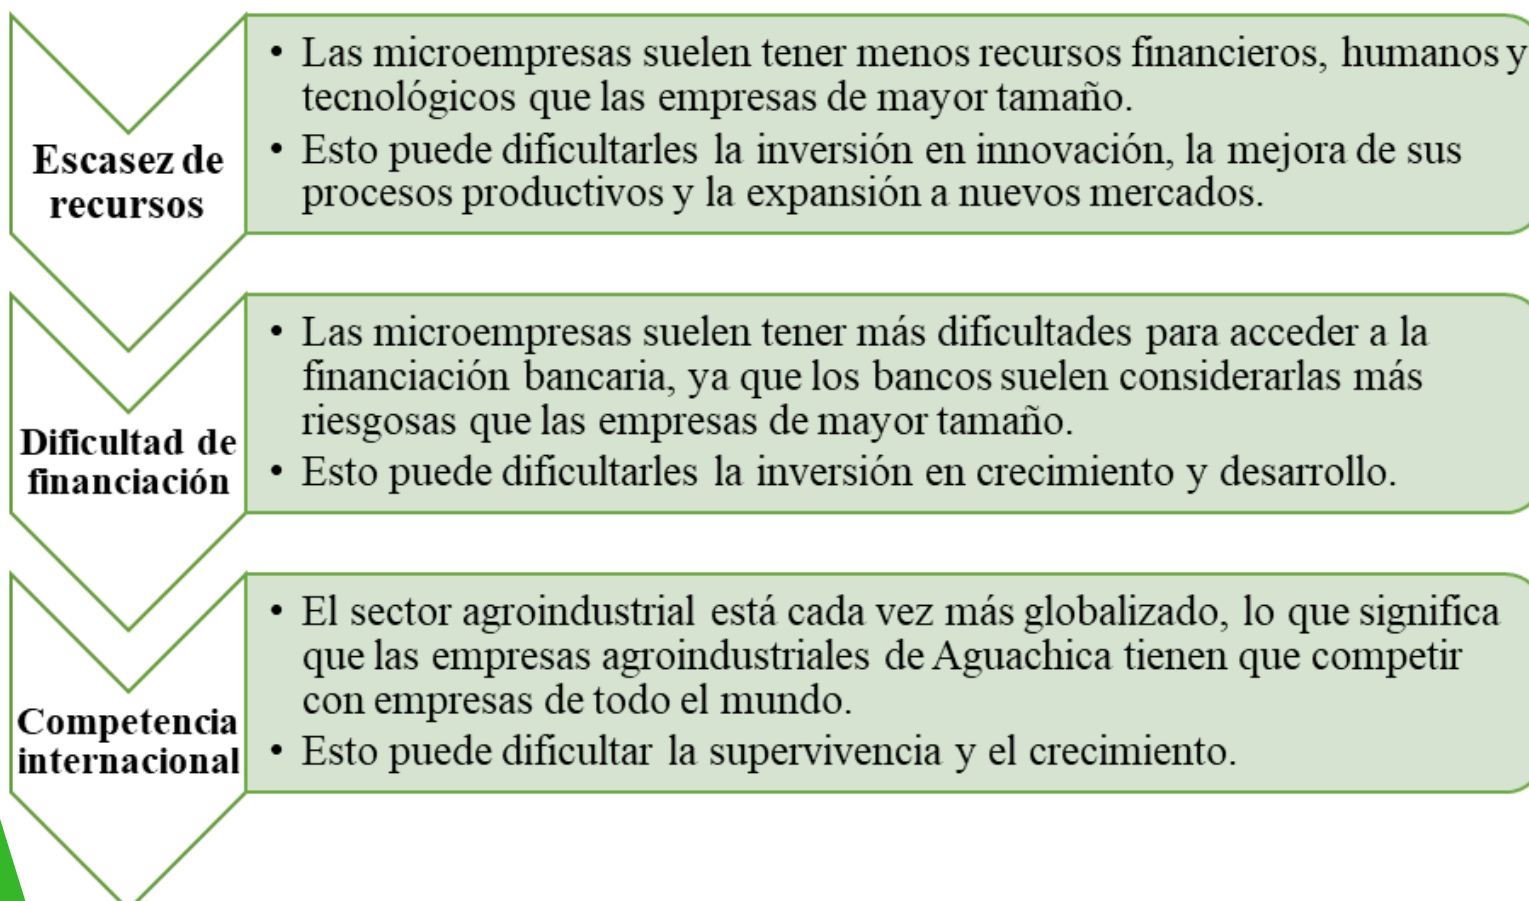 Escasez de
recursos
• Las microempresas suelen tener menos recursos financieros, humanos y
tecnológicos que las empresas de mayor tamaño.
• Esto puede dificultarles la inversión en innovación, la mejora de sus
procesos productivos y la expansión a nuevos mercados.
Dificultad de
financiación
• Las microempresas suelen tener más dificultades para acceder a la
financiación bancaria, ya que los bancos suelen considerarlas más
riesgosas que las empresas de mayor tamaño.
• Esto puede dificultarles la inversión en crecimiento y desarrollo.
Competencia
internacional
• El sector agroindustrial está cada vez más globalizado, lo que significa
que las empresas agroindustriales de Aguachica tienen que competir
con empresas de todo el mundo.
• Esto puede dificultar la supervivencia y el crecimiento.